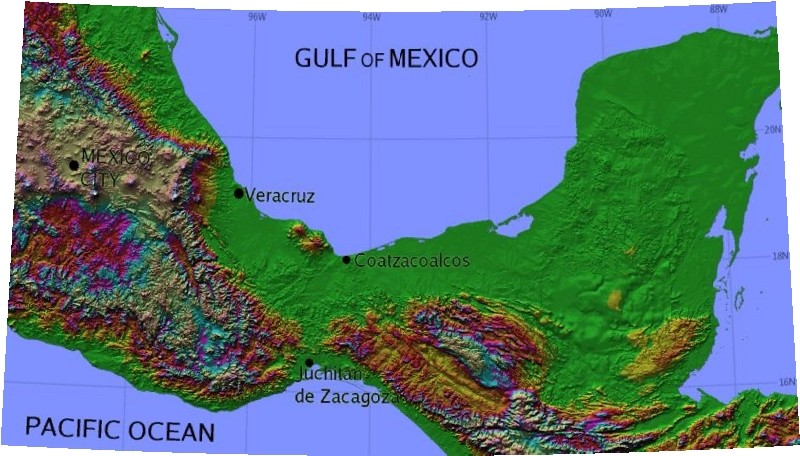 96W
94W
92W
90W
88W
GULF OF MEXICO
20N
MEXICO
CITY
Veracruz
Coatzacoalcos
18N
Juchitán
de Zacagoza
16N
PACIFIC OCEAN